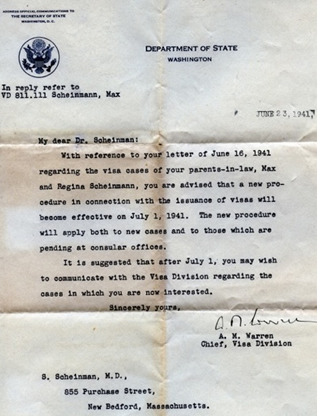 ADDRESS OFFICIAL COMMUNICATIONS TO
THE SECRETARY OF STATE
WASHINGTON, D. C.
DEPARTMENT OF STATE
WASHINGTON
In reply refer to
VD 811.111 Scheinmann, Max
JUNE 23, 1941
My dear Dr. Scheinman:
With reference to your letter of June 16, 1941
regarding the visa cases of your parents-in-law, Max
and Regina Scheinmann, you are advised that a new pro-
cedure in connection with the issuance of visas will
become effective on July 1, 1941. The new procedure
will apply both to new cases and to those which are
pending at consular offices.
It is suggested that after July 1, you may wish
to communicate with the Visa Division regarding the
cases in which you are now interested.
Sincerely yours,
A. M. Warren
Chief, Visa Division
S. Scheinman, M.D.,
855 Purchase Street,
New Bedford, Massachusetts.